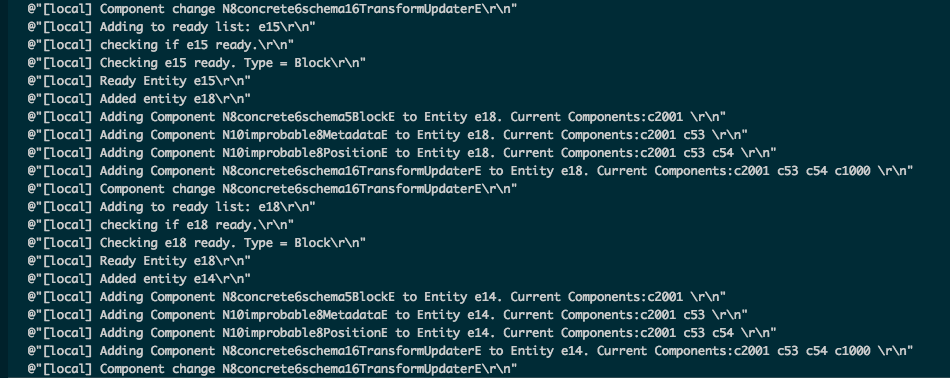 @"[local] Component change N8concrete6schema16TransformUpdaterE\r\n"
@"[local] Adding to ready list: e15\r\n"
@"[local] checking if e15 ready.\r\n"
@"[local] Checking e15 ready. Type = Block\r\n"
@"[local] Ready Entity e15\r\n"
@"[local] Added entity e18\r\n"
@"[local] Adding Component N8concrete6schema5BlockE to Entity e18. Current Components:c2001 \r\n"
@"[local] Adding Component N10improbable8MetadataE to Entity e18. Current Components:c2001 c53 \r\n"
@"[local] Adding Component N10improbable8PositionE to Entity e18. Current Components:c2001 c53 c54 \r\n"
@"[local] Adding Component N8concrete6schema16TransformUpdaterE to Entity e18. Current Components:c2001 c53 c54 c1000 \r\n"
@"[local] Component change N8concrete6schema16TransformUpdaterE\r\n"
@"[local] Adding to ready list: e18\r\n"
@"[local] checking if e18 ready.\r\n"
@"[local] Checking e18 ready. Type = Block\r\n"
@"[local] Ready Entity e18\r\n"
@"[local] Added entity e14\r\n"
@"[local] Adding Component N8concrete6schema5BlockE to Entity e14. Current Components:c2001 \r\n"
@"[local] Adding Component N10improbable8MetadataE to Entity e14. Current Components:c2001 c53 \r\n"
@"[local] Adding Component N10improbable8PositionE to Entity e14. Current Components:c2001 c53 c54 \r\n"
@"[local] Adding Component N8concrete6schema16TransformUpdaterE to Entity e14. Current Components:c2001 c53 c54 c1000 \r\n"
@"[local] Component change N8concrete6schema16TransformUpdaterE\r\n"